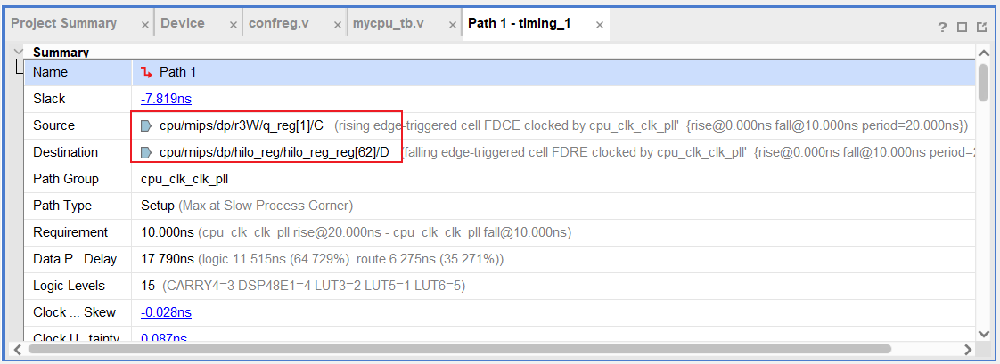 Project Summary × Device × confreg.v × mycpu_tb.v × Path 1 - timing_1 × ?
Summary
Name Path 1
Slack -7.819ns
Source cpu/mips/dp/r3W/q_reg[1]/C (rising edge-triggered cell FDCE clocked by cpu_clk_clk_pll' {rise@0.000ns fall@10.000ns period=20.000ns})
Destination cpu/mips/dp/hilo_reg/hilo_reg_reg[62]/D falling edge-triggered cell FDRE clocked by cpu_clk_clk_pll' {rise@0.000ns fall@10.000ns period=2
Path Group cpu_clk_clk_pll
Path Type Setup (Max at Slow Process Corner)
Requirement 10.000ns (cpu_clk_clk_pll rise@20.000ns - cpu_clk_clk_pll fall@10.000ns)
Data P...Delay 17.790ns (logic 11.515ns (64.729%) route 6.275ns (35.271%))
Logic Levels 15 (CARRY4=3 DSP48E1=4 LUT3=2 LUT5=1 LUT6=5)
Clock ... Skew -0.028ns
Clock U...tainty 0.087ns